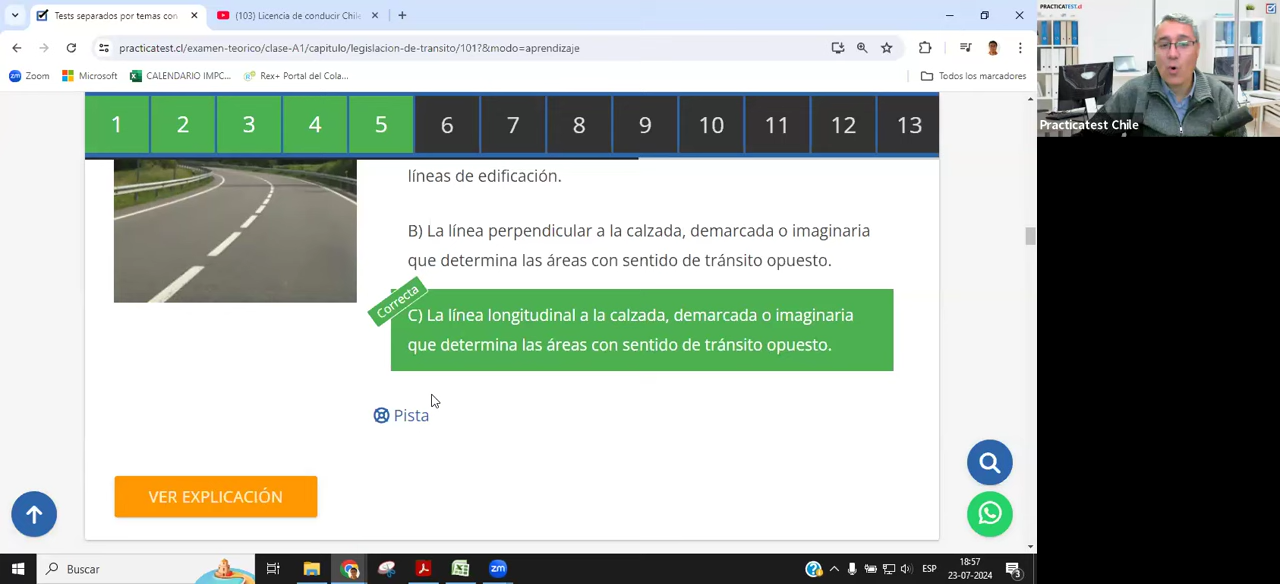 Tests separados por temas con
(103) Licencia de conducir
practicatest.cl/examen-teorico/clase-A1/capitulo/legislacion-de-transito/101?&modo=aprendizaje
Zoom
Microsoft
CALENDARIO IMPC...
Rex+ Portal del Cola...
Todos los marcadores
PRACTICATEST.cl
Practicatest Chile
1 2 3 4 5 6 7 8 9 10 11 12 13
líneas de edificación.
B) La línea perpendicular a la calzada, demarcada o imaginaria
que determina las áreas con sentido de tránsito opuesto.
Correcta
C) La línea longitudinal a la calzada, demarcada o imaginaria
que determina las áreas con sentido de tránsito opuesto.
Pista
VER EXPLICACIÓN
Buscar
zm
ESP
18:57
23-07-2024
3